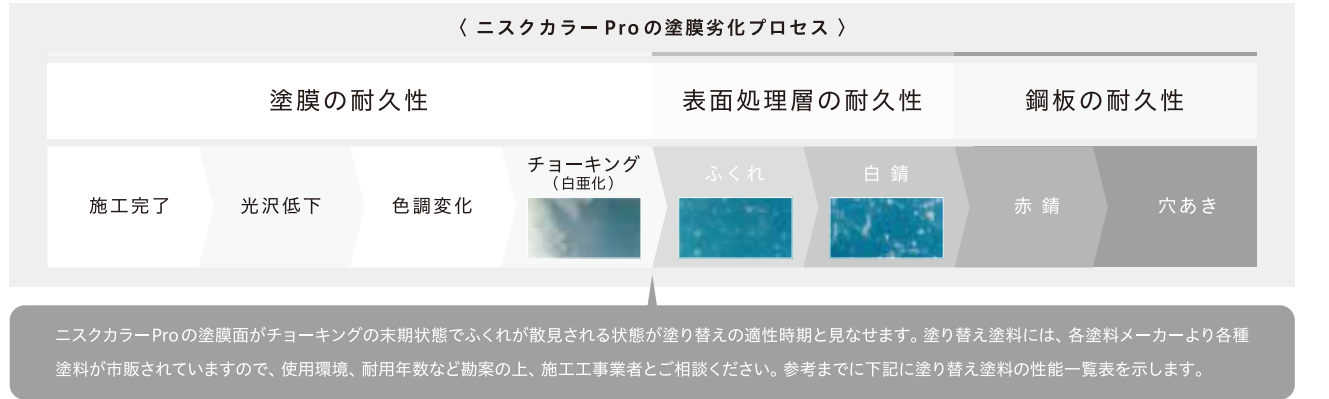 〈 ニスクカラー Proの塗膜劣化プロセス 〉
塗膜の耐久性
表面処理層の耐久性
鋼板の耐久性
施工完了
光沢低下
色調変化
チョーキング
（白亜化）
ふくれ
白 錆
赤 錆
穴あき
ニスクカラーProの塗膜面がチョーキングの末期状態でふくれが散見される状態が塗り替えの適性時期と見なせます。塗り替え塗料には、各塗料メーカーより各種
塗料が市販されていますので、使用環境、耐用年数など勘案の上、施工工事業者とご相談ください。参考までに下記に塗り替え塗料の性能一覧表を示します。